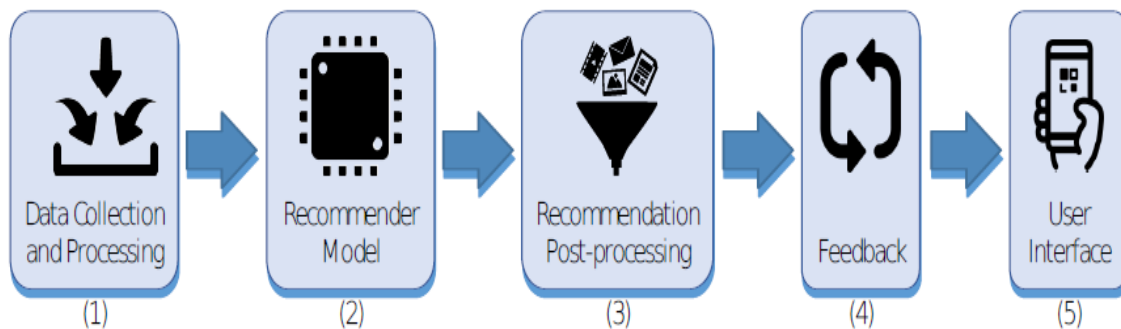 Data Collection
and Processing
(1)
Recommender
Model
(2)
Recommendation
Post-processing
(3)
Feedback
(4)
User
Interface
(5)